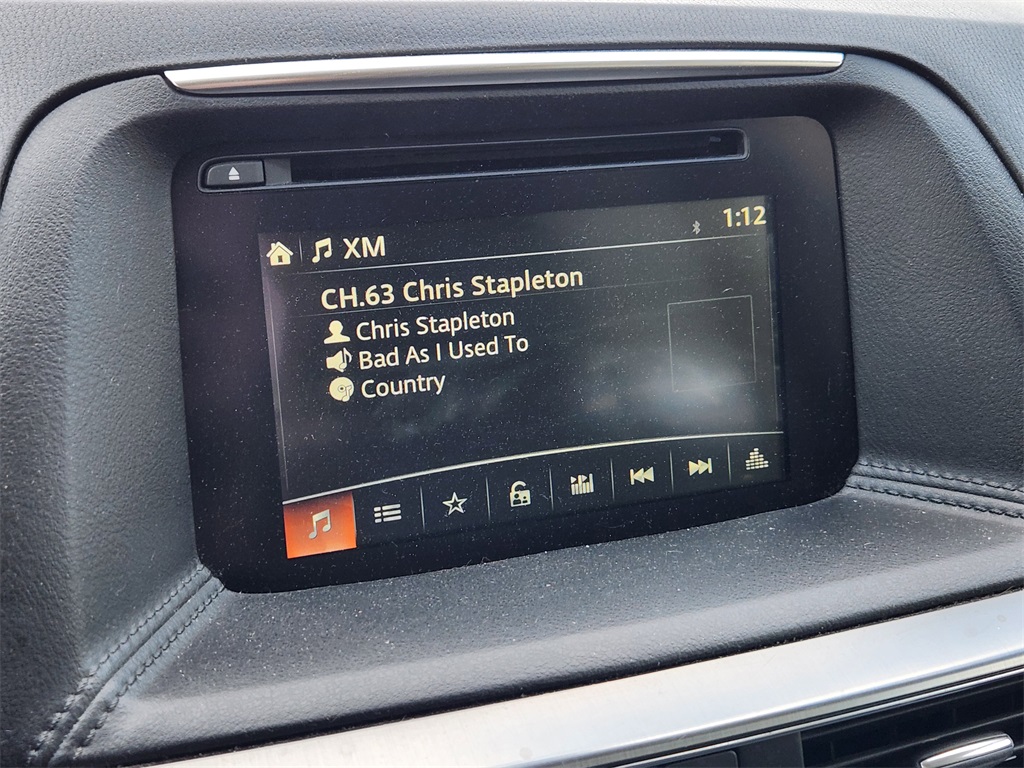 XM
1:12
CH.63 Chris Stapleton
Chris Stapleton
Bad As I Used To
Country